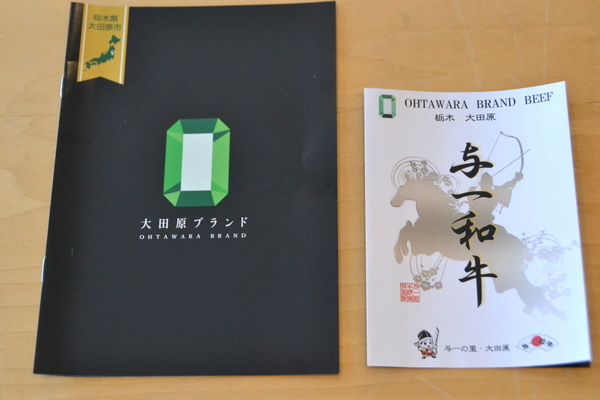 栃木県
大田原市
大田原ブランド
OHTAWARA BRAND
OHTAWARA BRAND BEEF
栃木 大田原
与一和牛
与一の里・大田原